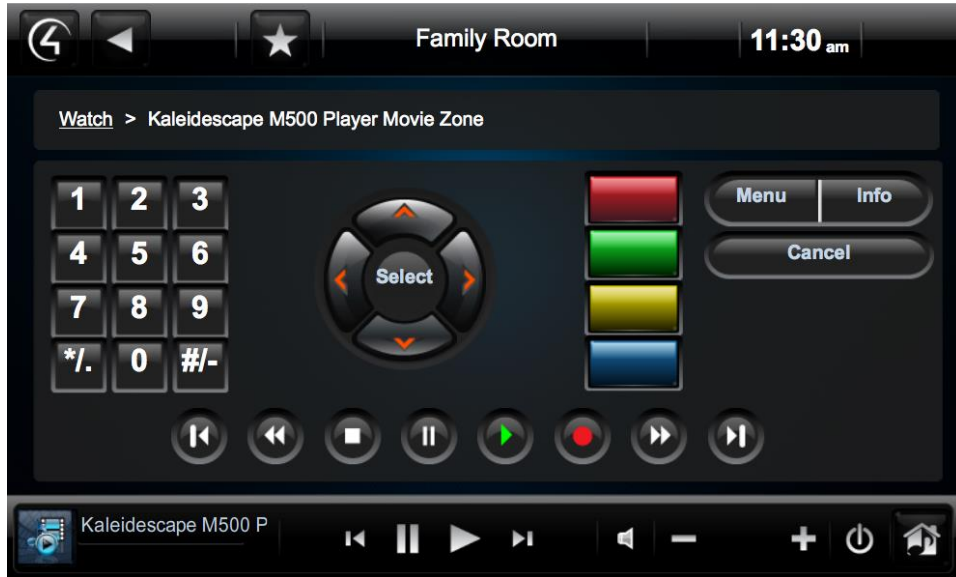 4 Family Room 11:30 am
Watch > Kaleidescape M500 Player Movie Zone
1 2 3
4 5 6
7 8 9
*/. 0 #/-
Select
Menu Info
Cancel
Kaleidescape M500 P